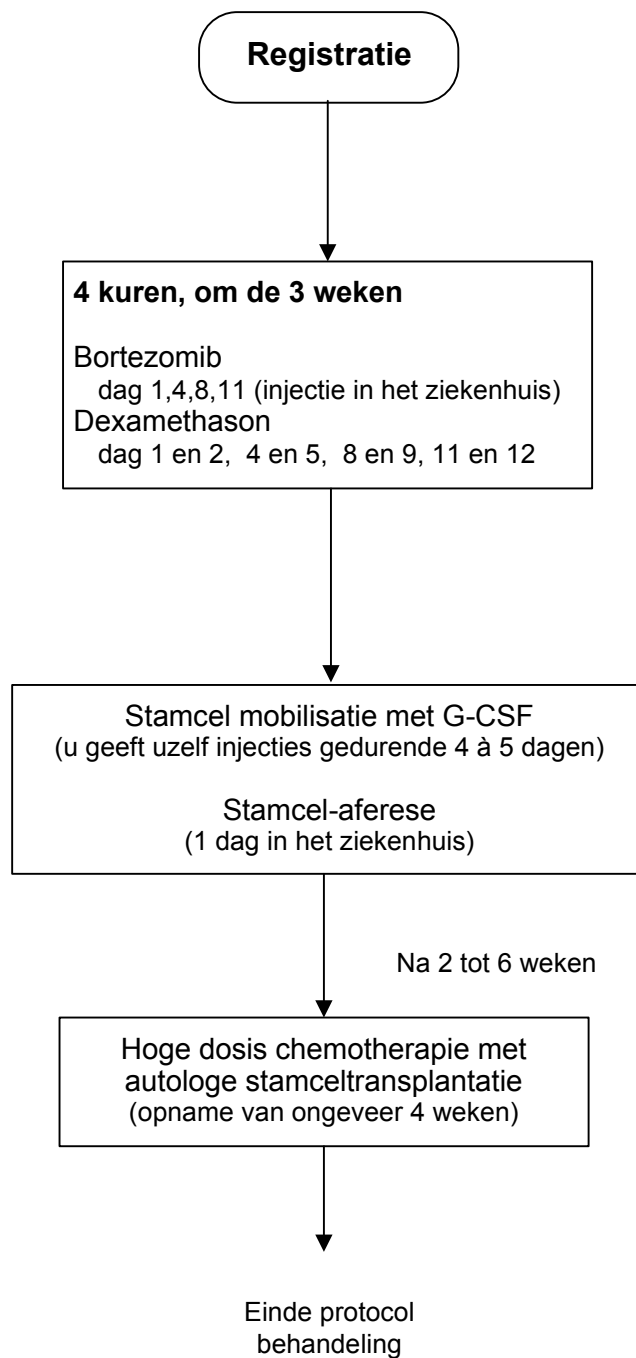 Registratie
4 kuren, om de 3 weken
Bortezomib
dag 1,4,8,11 (injectie in het ziekenhuis)
Dexamethason
dag 1 en 2, 4 en 5, 8 en 9, 11 en 12
Stamcel mobilisatie met G-CSF
(u geeft uzelf injecties gedurende 4 à 5 dagen)
Stamcel-aferese
(1 dag in het ziekenhuis)
Na 2 tot 6 weken
Hoge dosis chemotherapie met
autologe stamceltransplantatie
(opname van ongeveer 4 weken)
Einde protocol
behandeling